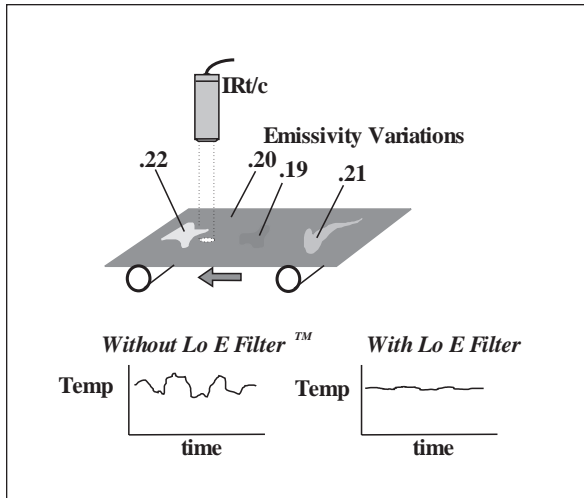 IRt/c
Emissivity Variations
.22
.20
.19
.21
Without Lo E Filter ™
With Lo E Filter
Temp
time
Temp
time